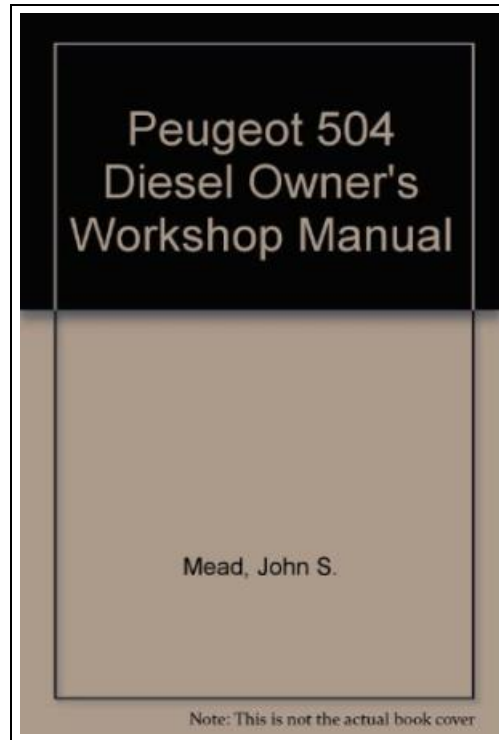 Peugeot 504
Diesel Owner's
Workshop Manual
Mead, John S.
Note: This is not the actual book cover